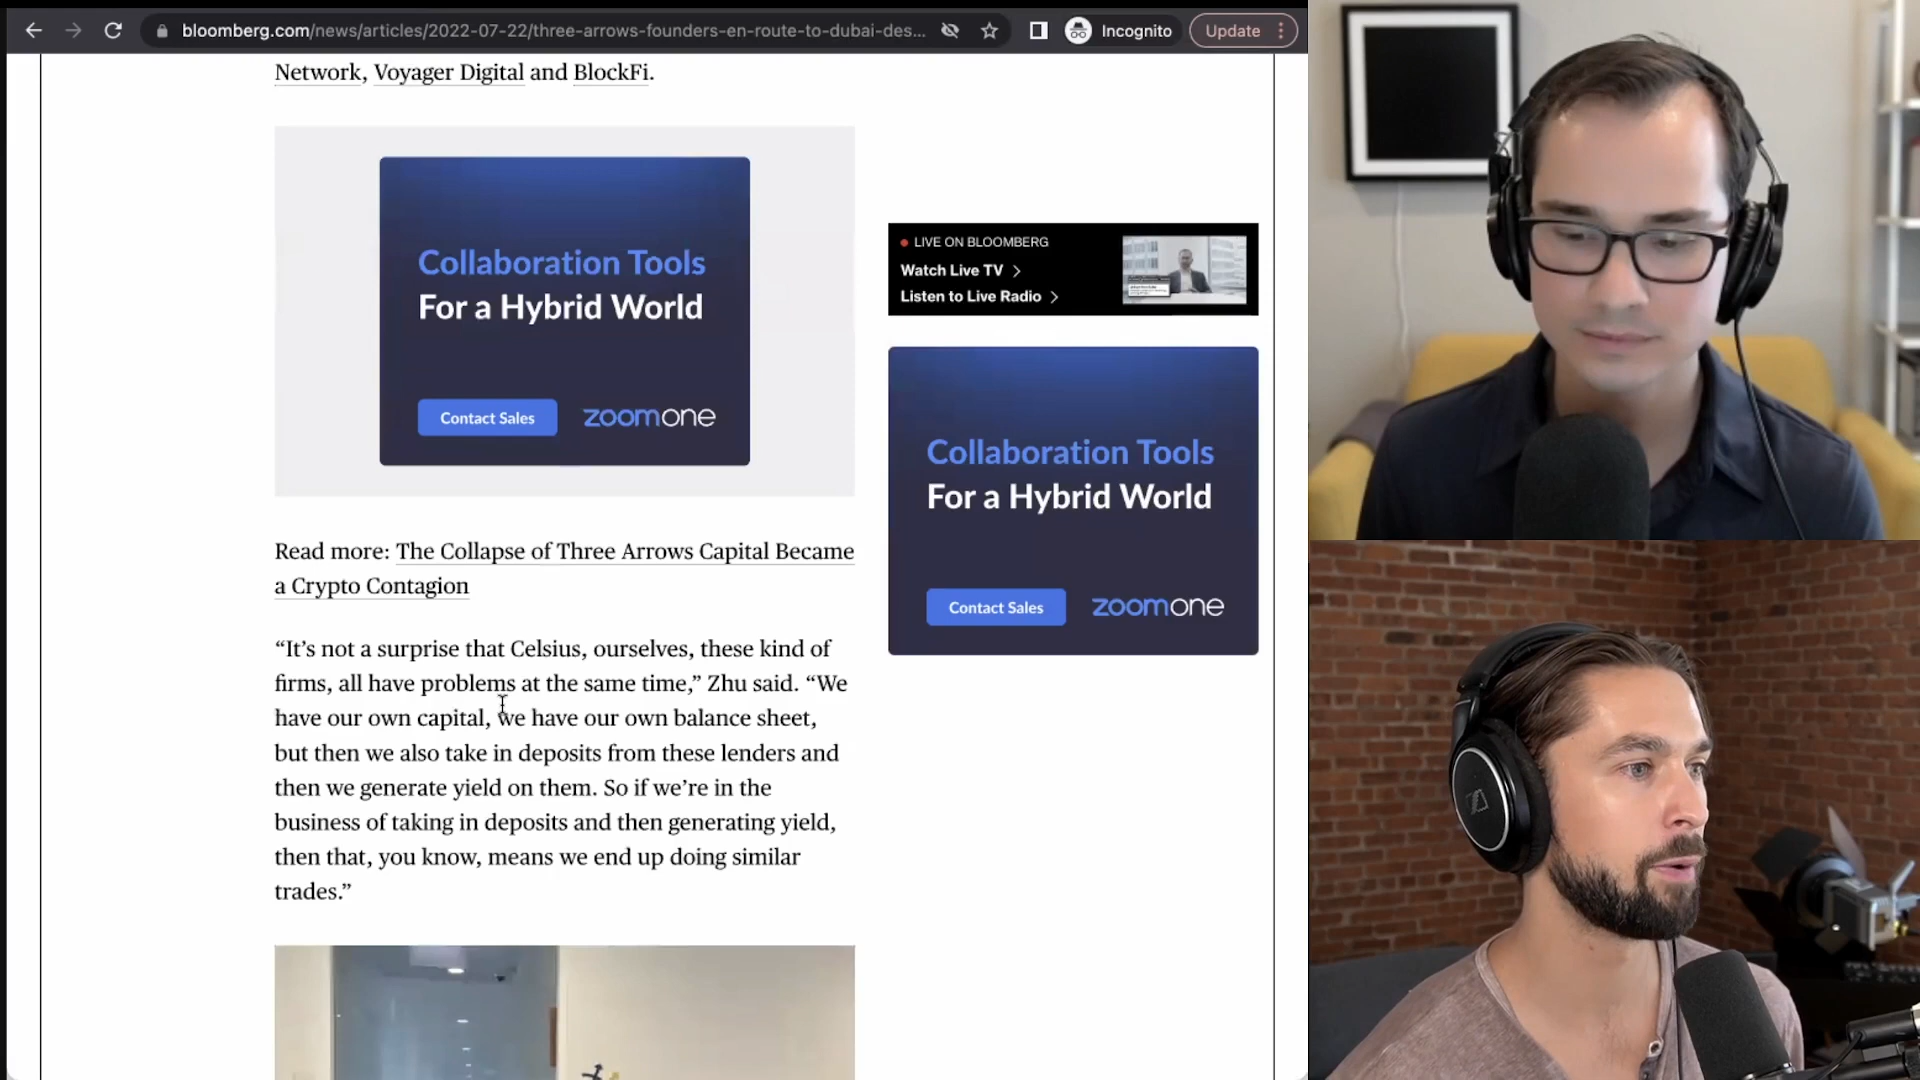 bloomberg.com/news/articles/2022-07-22/three-arrows-founders-en-route-to-dubai-des...
Incognito
Update
Network, Voyager Digital and BlockFi.
Collaboration Tools
For a Hybrid World
Contact Sales
zoomone
LIVE ON BLOOMBERG
Watch Live TV
Listen to Live Radio
Collaboration Tools
For a Hybrid World
Contact Sales
zoomone
Read more: The Collapse of Three Arrows Capital Became
a Crypto Contagion
“It’s not a surprise that Celsius, ourselves, these kind of
firms, all have problems at the same time,” Zhu said. “We
have our own capital, we have our own balance sheet,
but then we also take in deposits from these lenders and
then we generate yield on them. So if we’re in the
business of taking in deposits and then generating yield,
then that, you know, means we end up doing similar
trades.”